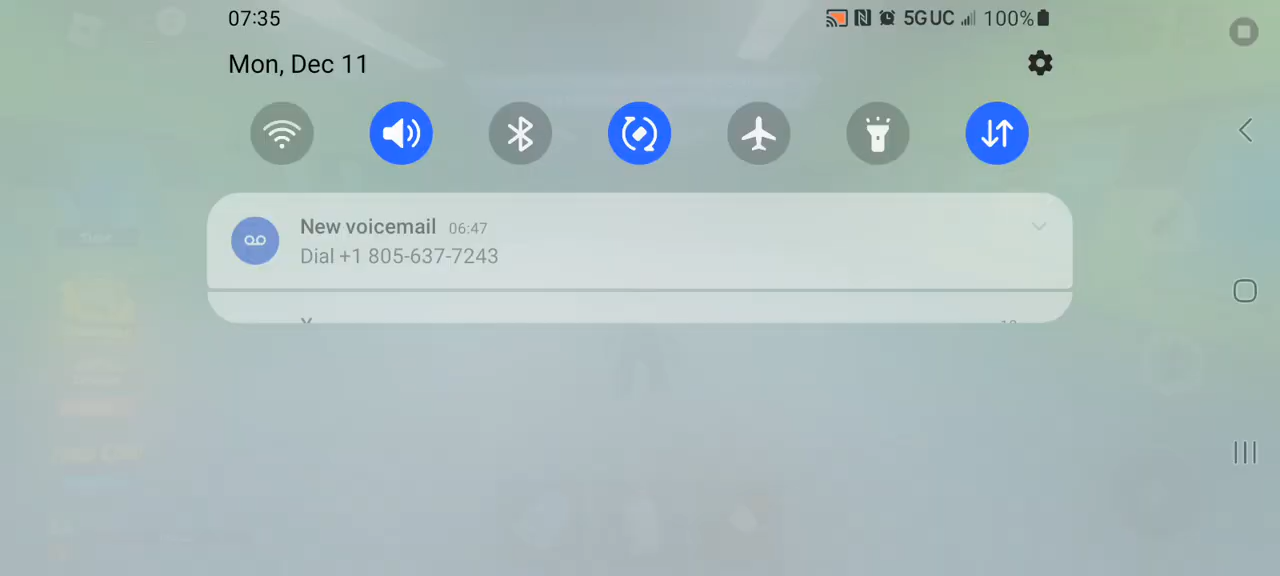 07:35
5G UC 100%
Mon, Dec 11
New voicemail 06:47
Dial +1 805-637-7243